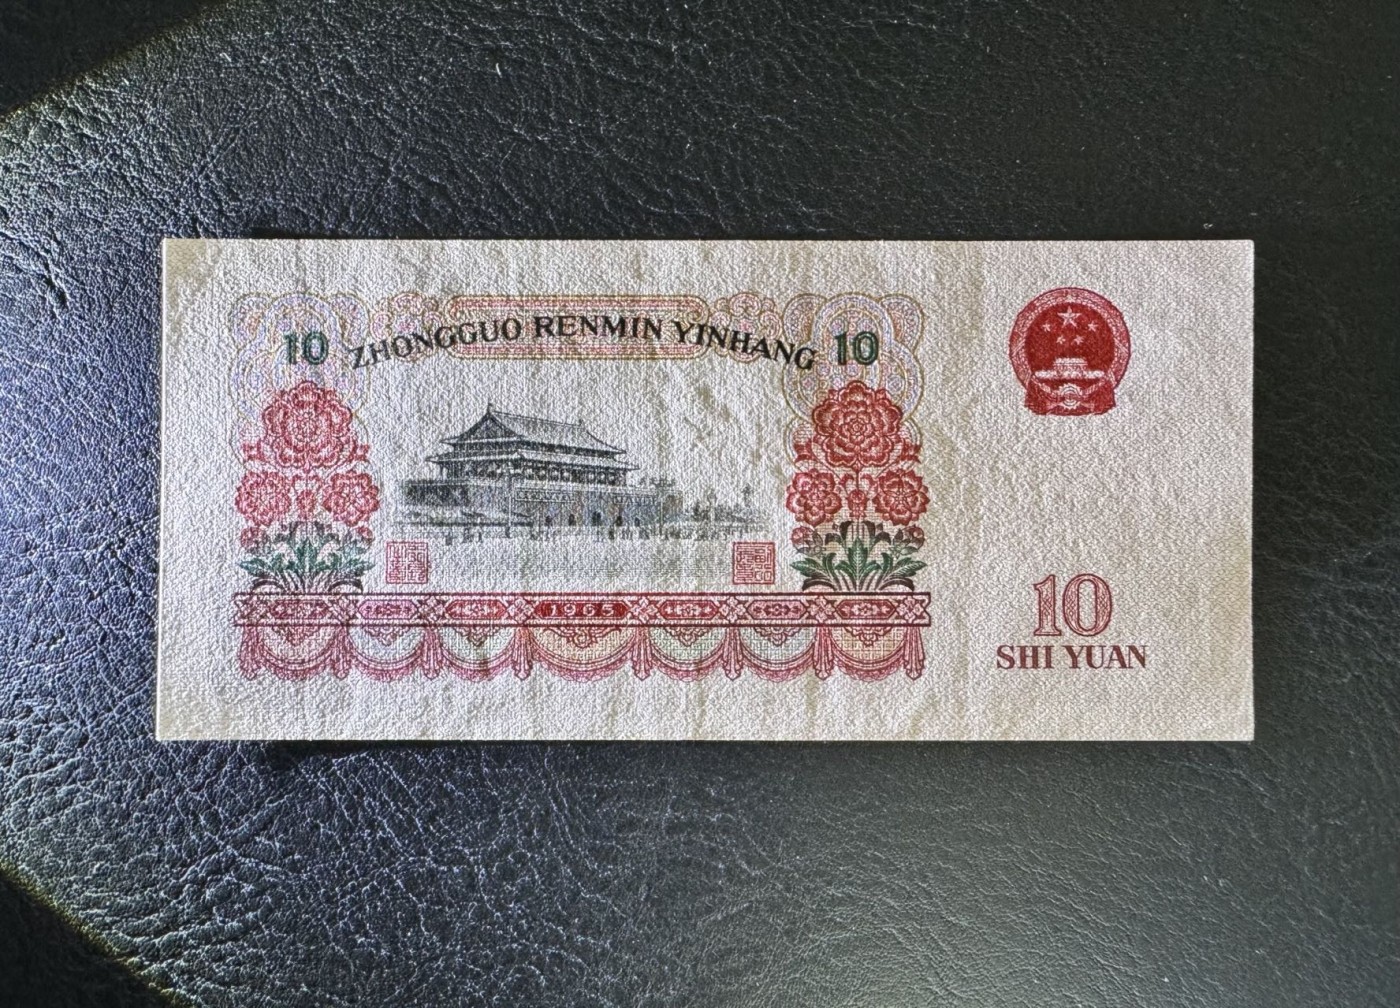 10 ZHONGGUO RENMIN YINHANG 10
1965
10
SHI YUAN